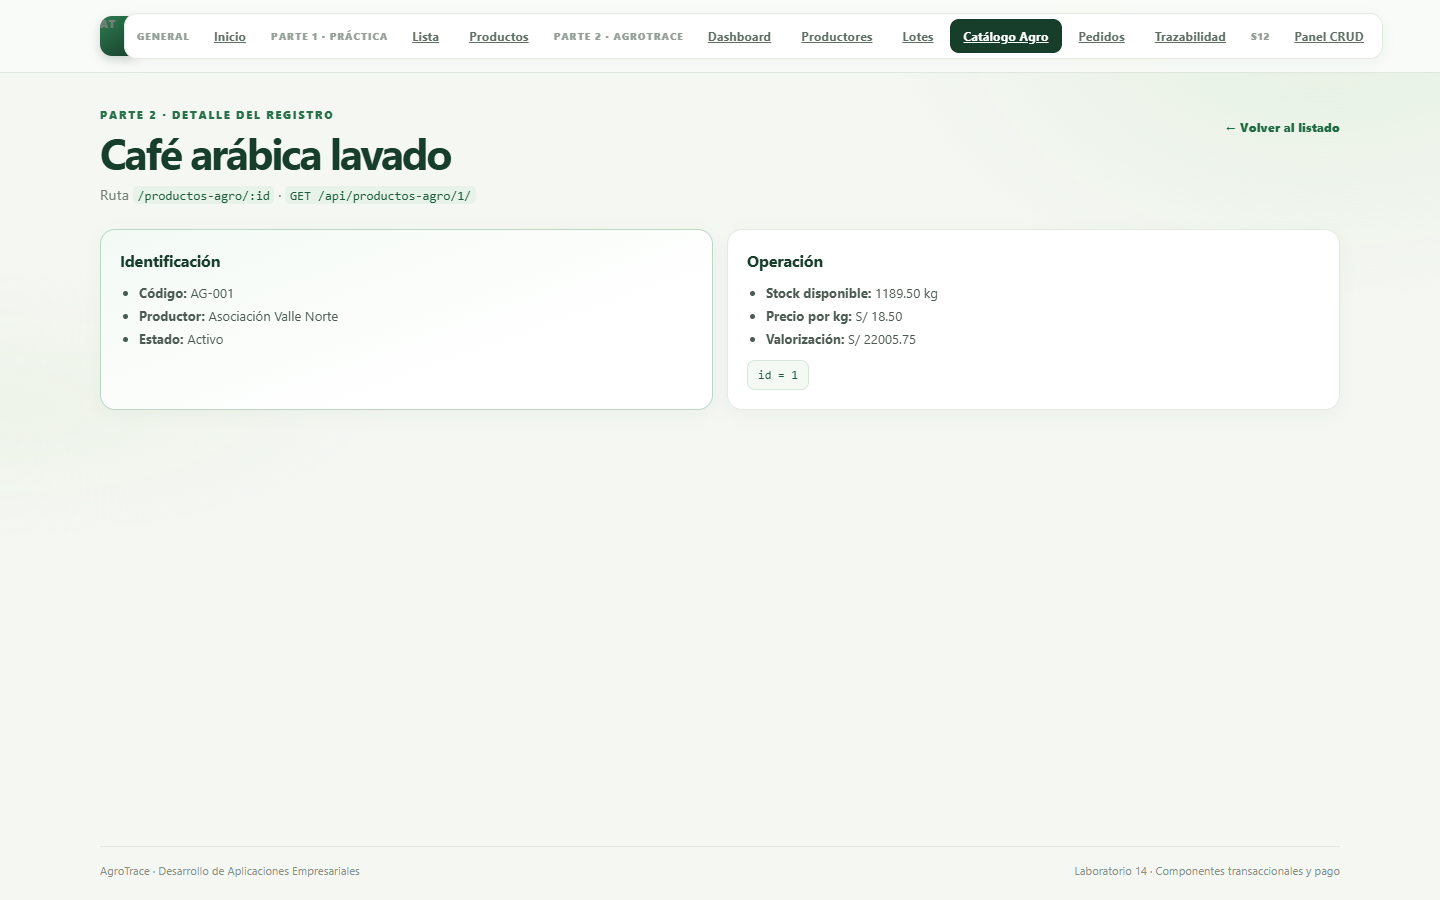 AT GENERAL Inicio PARTE 1 · PRÁCTICA Lista Productos PARTE 2 · AGROTRACE Dashboard Productores Lotes Catálogo Agro Pedidos Trazabilidad S12 Panel CRUD
PARTE 2 · DETALLE DEL REGISTRO
← Volver al listado
Café arábica lavado
Ruta /productos-agro/:id · GET /api/productos-agro/1/
Identificación
• Código: AG-001
• Productor: Asociación Valle Norte
• Estado: Activo
Operación
• Stock disponible: 1189.50 kg
• Precio por kg: S/ 18.50
• Valorización: S/ 22005.75
id = 1
AgroTrace · Desarrollo de Aplicaciones Empresariales
Laboratorio 14 · Componentes transaccionales y pago